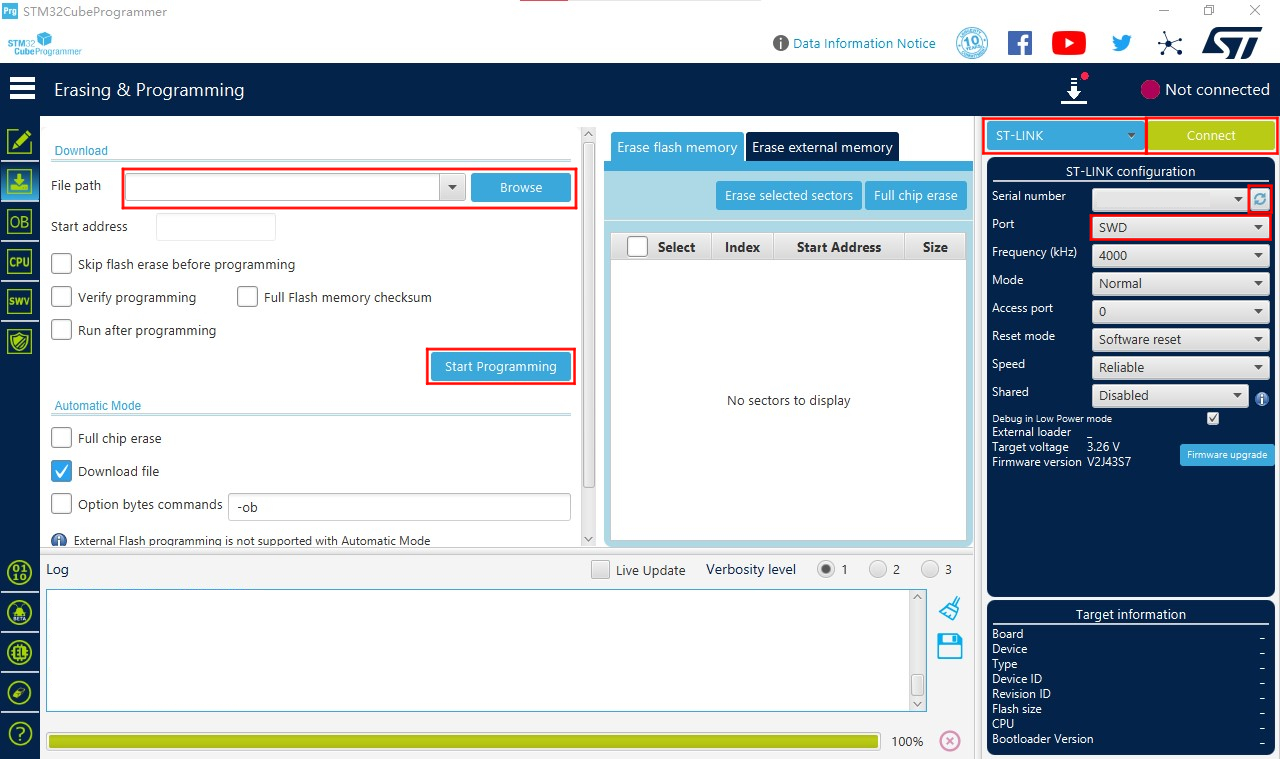 Prg STM32CubeProgrammer
STM32
CubeProgrammer
Data Information Notice
10
YEARS
ST
Erasing & Programming
Not connected
ST-LINK
Connect
Download
File path
Browse
Start address
Skip flash erase before programming
Verify programming
Full Flash memory checksum
Run after programming
Start Programming
Automatic Mode
Full chip erase
Download file
Option bytes commands
-ob
External Flash programming is not supported with Automatic Mode
OB
CPU
SWV
01
10
BETA
Erase flash memory
Erase external memory
Erase selected sectors
Full chip erase
Select Index Start Address Size
No sectors to display
ST-LINK configuration
Serial number
Port SWD
Frequency (kHz) 4000
Mode Normal
Access port 0
Reset mode Software reset
Speed Reliable
Shared Disabled
Debug in Low Power mode
External loader _
Target voltage 3.26 V
Firmware version V2J43S7
Firmware upgrade
Log
Live Update Verbosity level 1 2 3
100%
Target information
Board _
Device _
Type _
Device ID _
Revision ID _
Flash size _
CPU _
Bootloader Version _